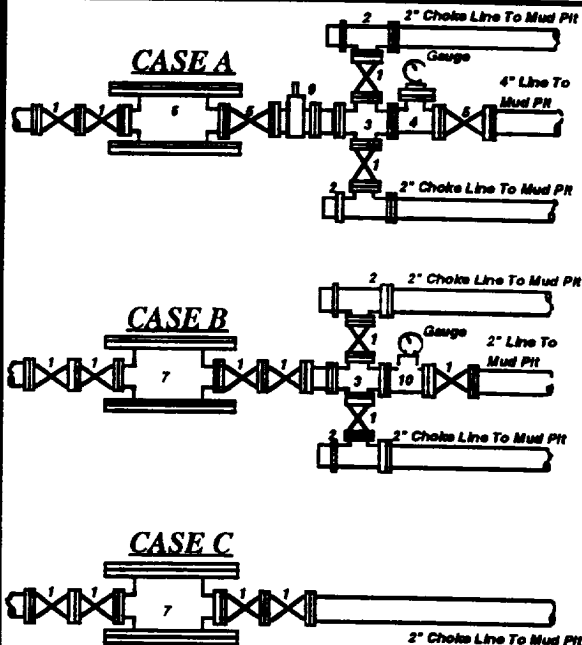 2
2" Choke Line To Mud Pit
CASE A
Gauge
1
4" Line To
Mud Pit
1 1 6 5 9 3 4 5
1
2 2" Choke Line To Mud Pit
2 2" Choke Line To Mud Pit
CASE B
Gauge
1
2" Line To
Mud Pit
1 1 7 1 1 3 10 1
1
2 2" Choke Line To Mud Pit
CASE C
1 1 7 1 1
2" Choke Line To Mud Pit